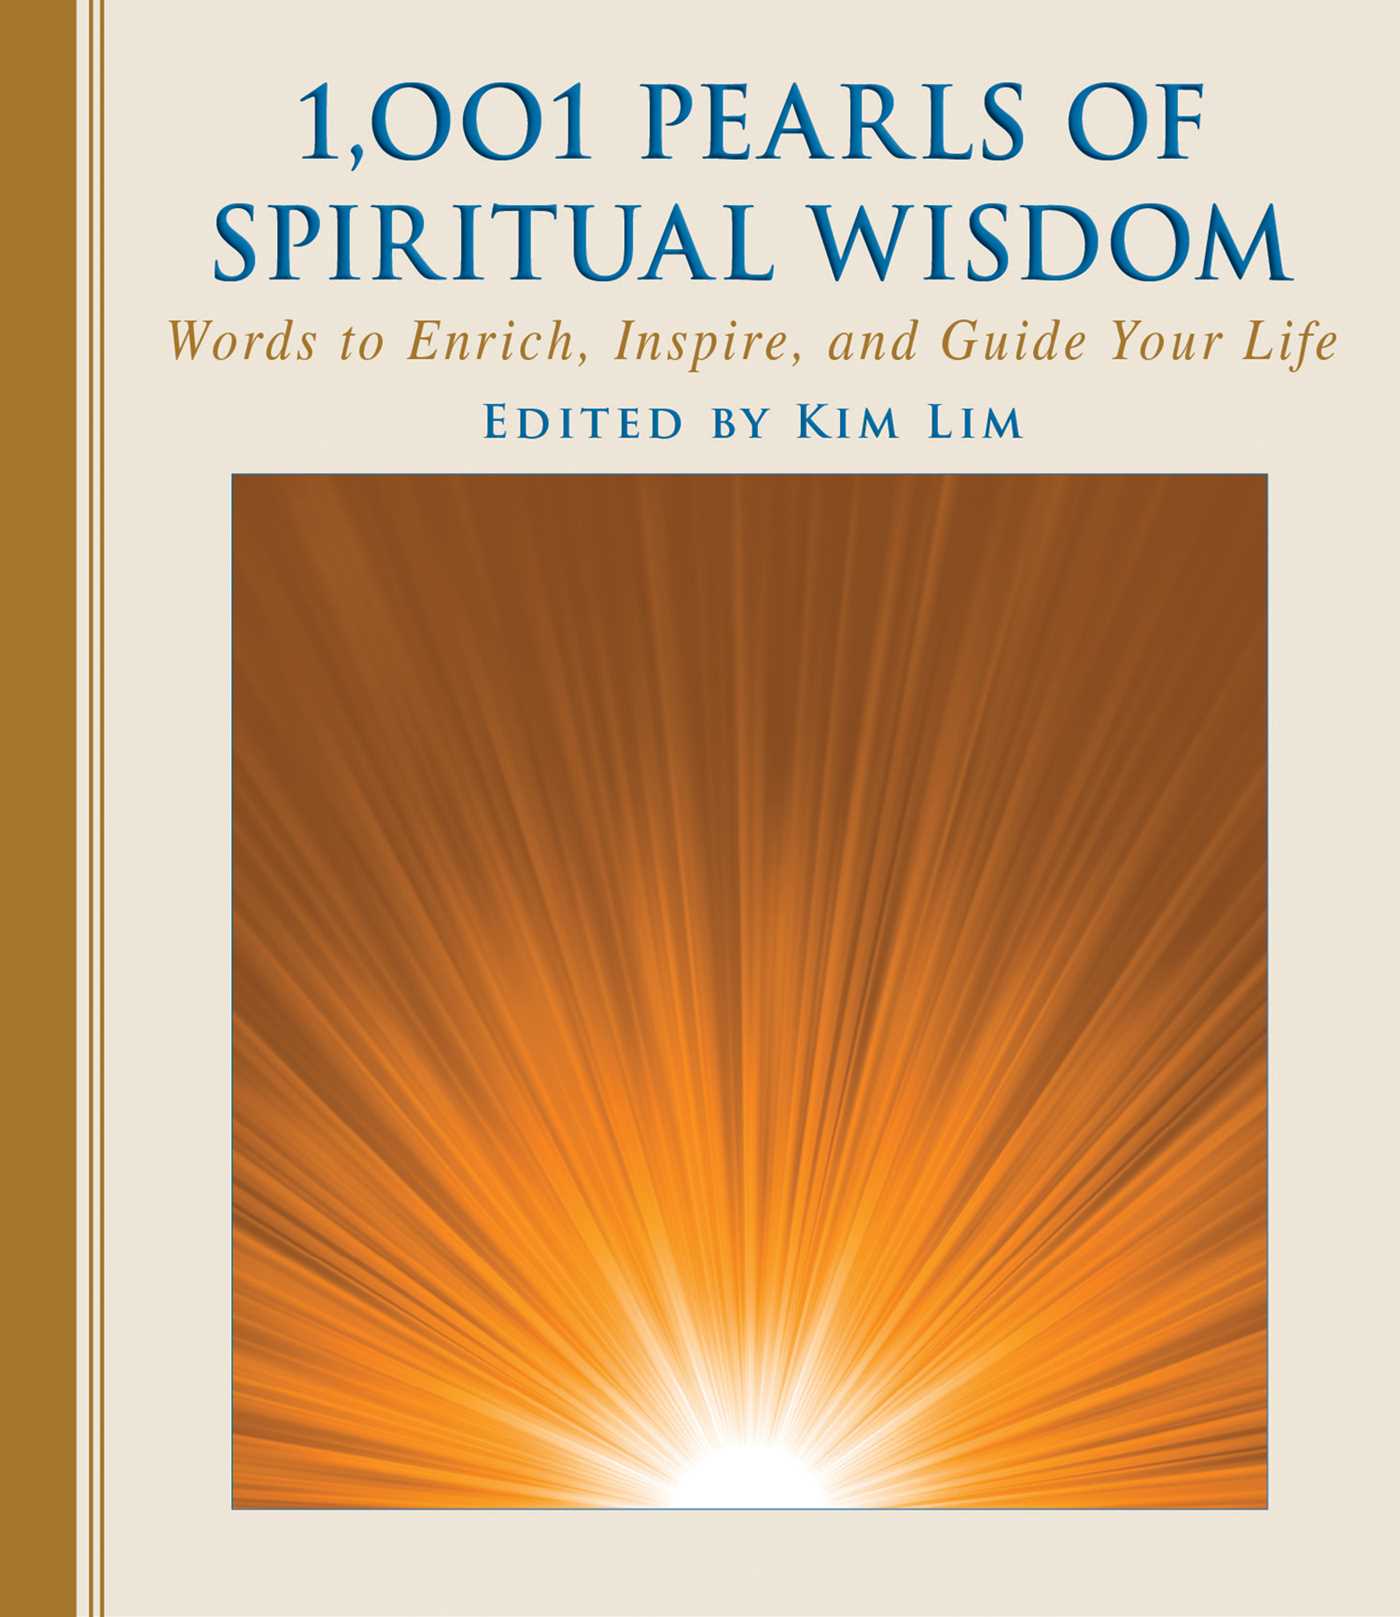 1,001 PEARLS OF
SPIRITUAL WISDOM
Words to Enrich, Inspire, and Guide Your Life
EDITED BY KIM LIM